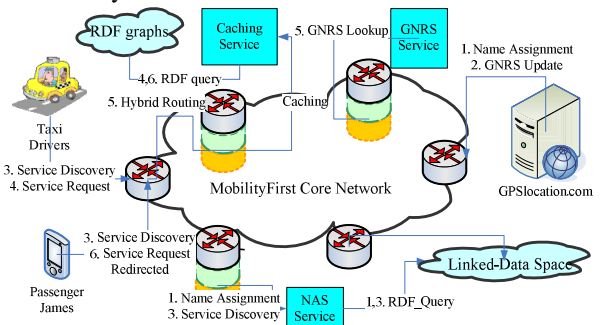 RDF graphs
Caching
Service
5. GNRS Lookup
GNRS
Service
1. Name Assignment
2. GNRS Update
4,6. RDF query
5. Hybrid Routing
Caching
Taxi
Drivers
3. Service Discovery
4. Service Request
MobilityFirst Core Network
GPSlocation.com
3. Service Discovery
6. Service Request
Redirected
Passenger
James
Linked-Data Space
1. Name Assignment
3. Service Discovery
NAS
Service
1,3. RDF_Query